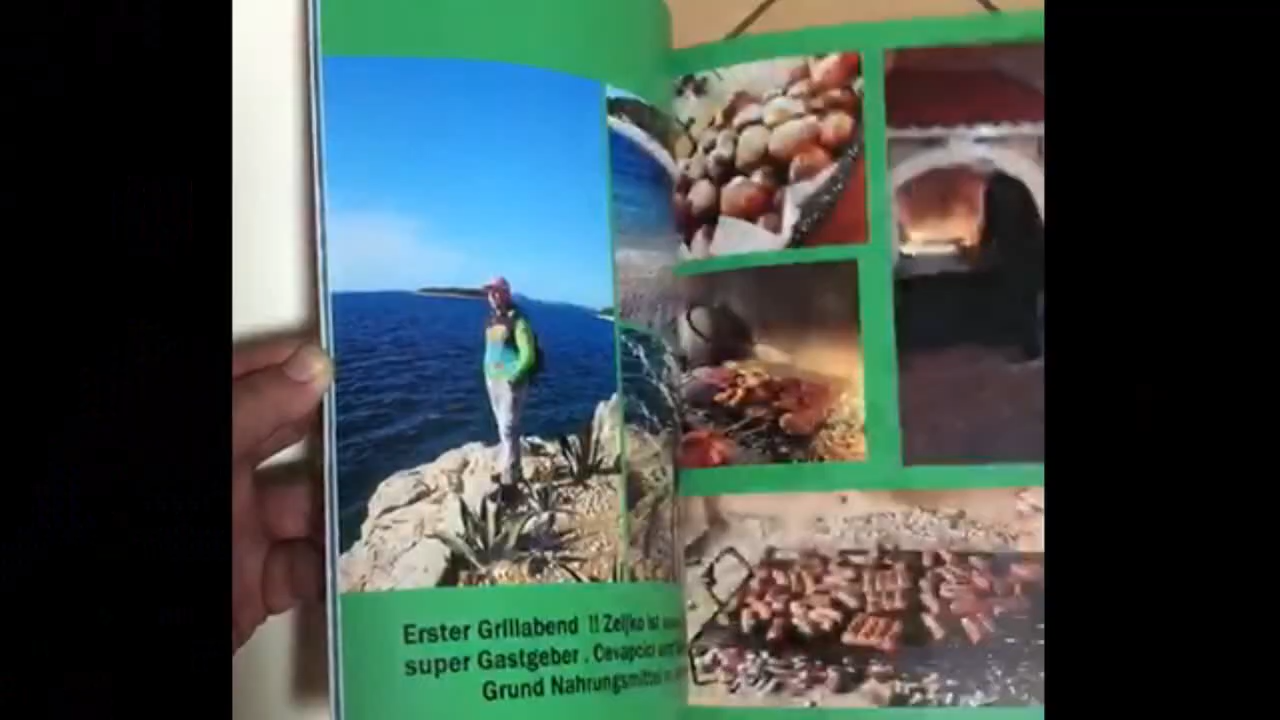 Erster Grillabend !! Zeljko ist
super Gastgeber . Cevapcici
Grund Nahrungsmittel